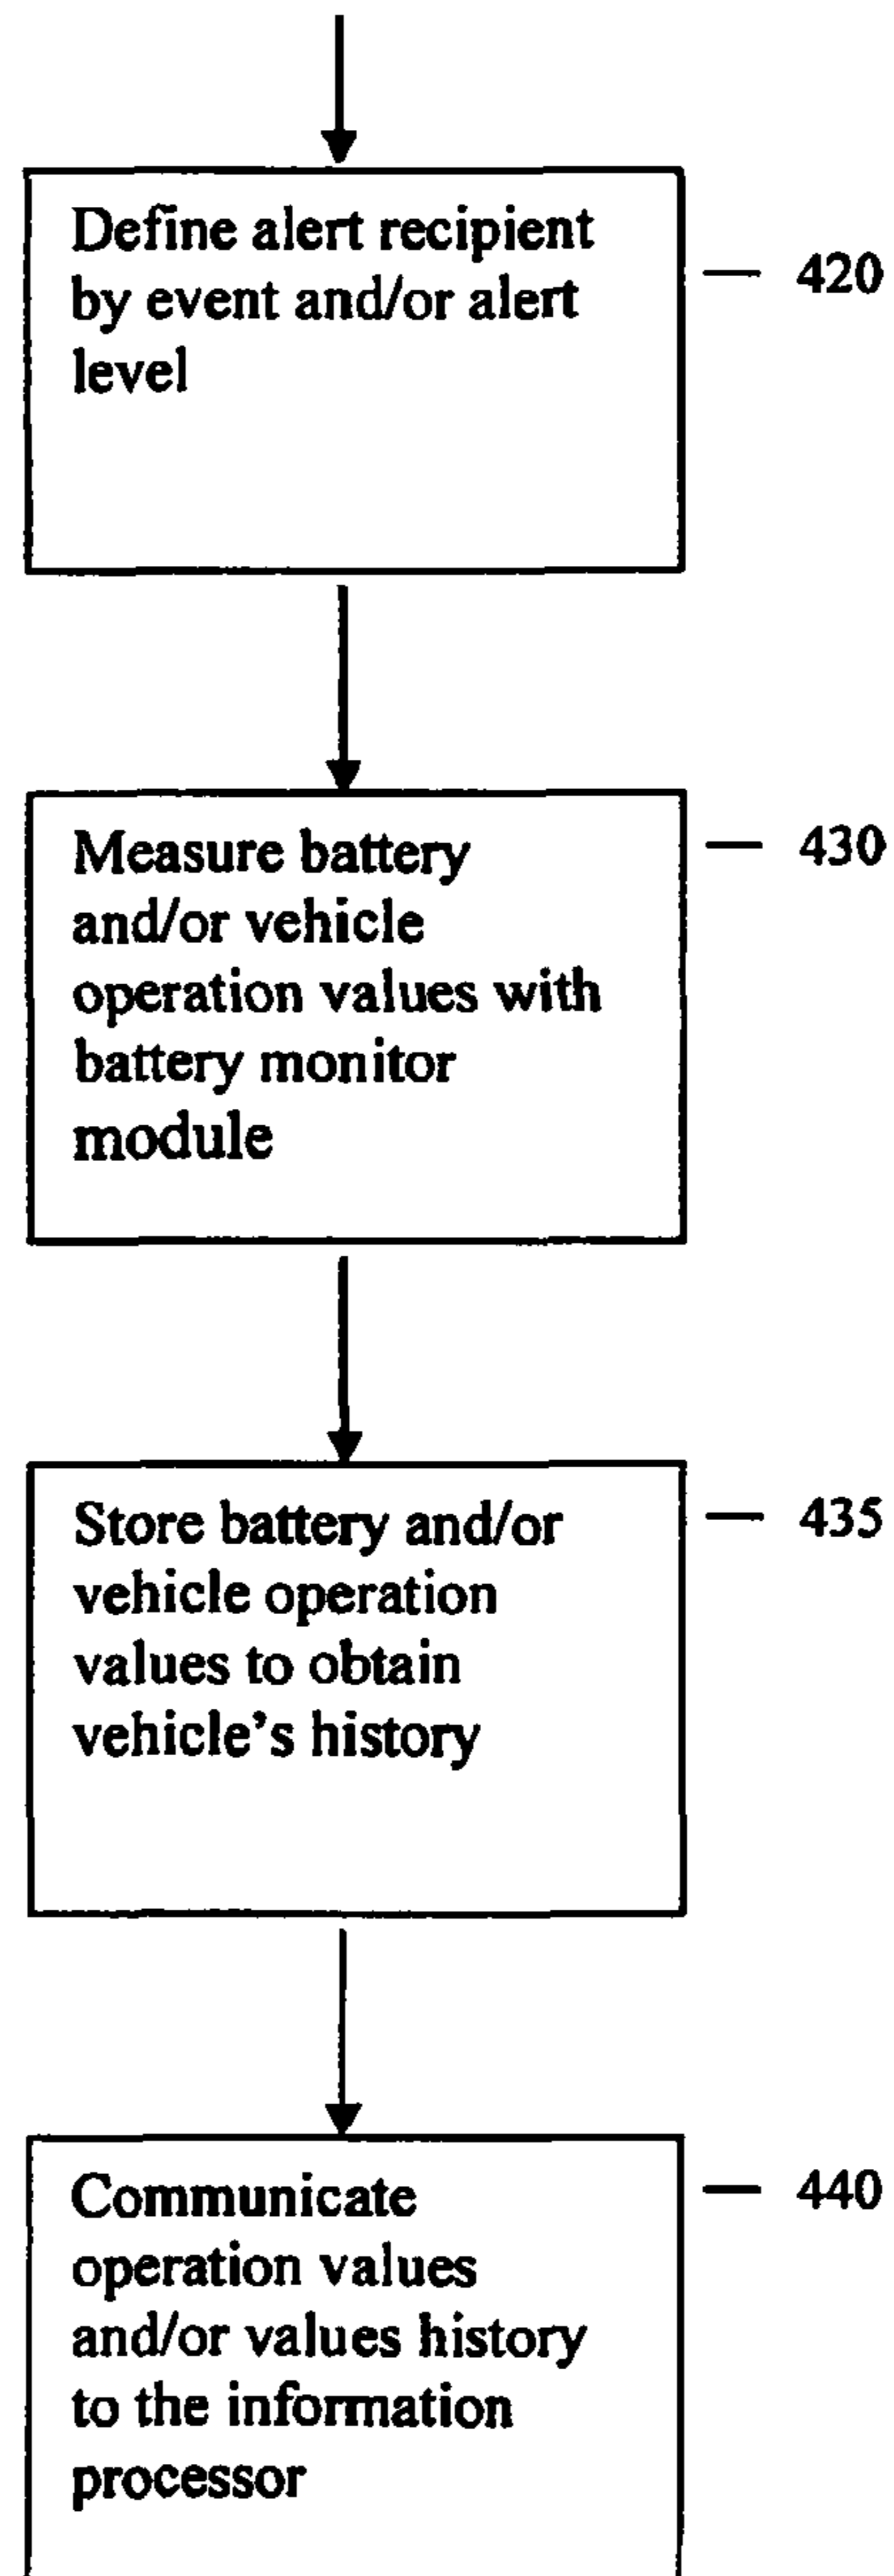 Define alert recipient
by event and/or alert
level
420
Measure battery
and/or vehicle
operation values with
battery monitor
module
430
Store battery and/or
vehicle operation
values to obtain
vehicle's history
435
Communicate
operation values
and/or values history
to the information
processor
440